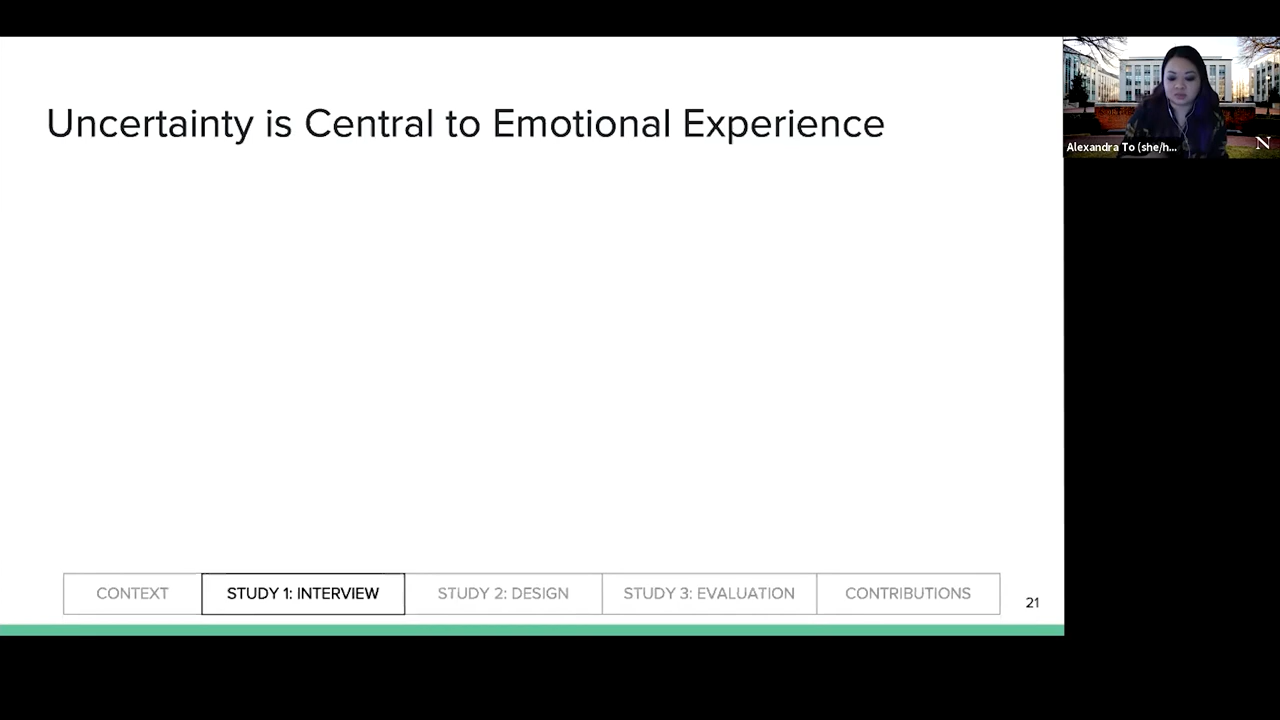 Uncertainty is Central to Emotional Experience
Alexandra To (she/h...
N
CONTEXT
STUDY 1: INTERVIEW
STUDY 2: DESIGN
STUDY 3: EVALUATION
CONTRIBUTIONS
21